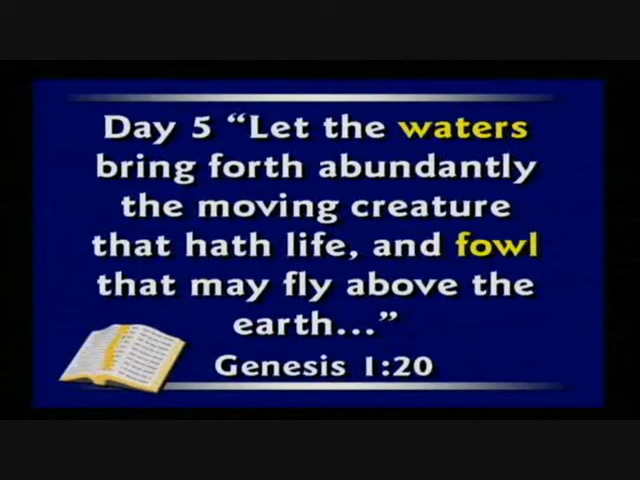 Day 5 “Let the waters
bring forth abundantly
the moving creature
that hath life, and fowl
that may fly above the
earth...”
Genesis 1:20